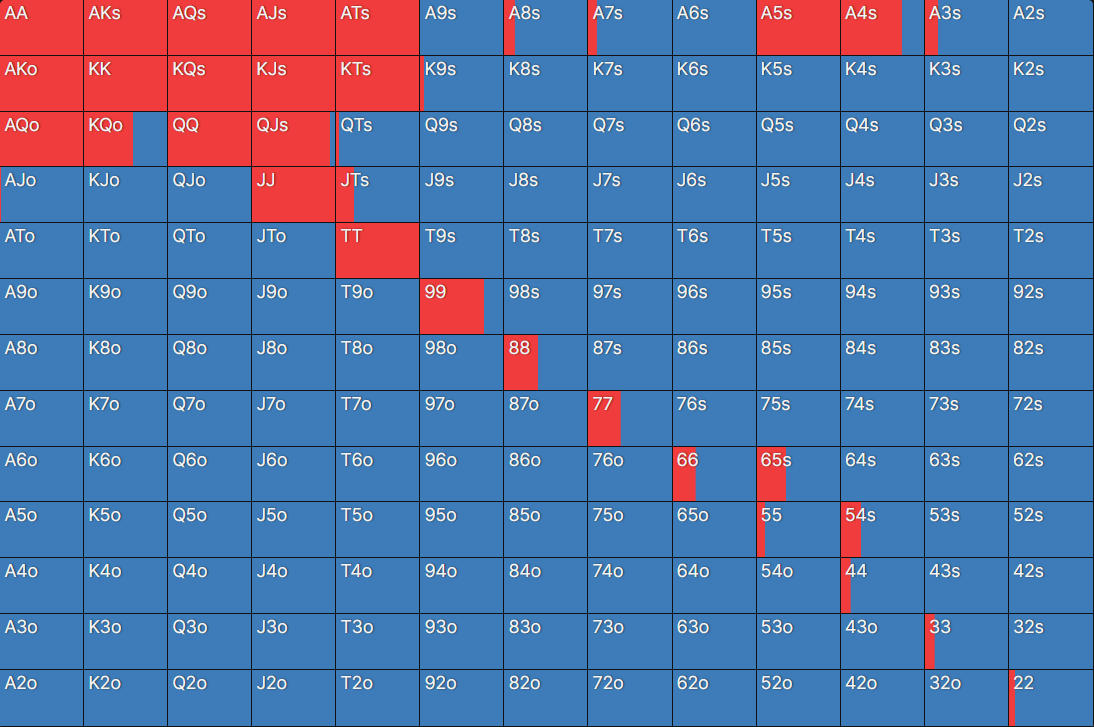 AA AKs AQs AJs ATs A9s A8s A7s A6s A5s A4s A3s A2s
AKo KK KQs KJs KTs K9s K8s K7s K6s K5s K4s K3s K2s
AQo KQo QQ QJs QTs Q9s Q8s Q7s Q6s Q5s Q4s Q3s Q2s
AJo KJo QJo JJ JTs J9s J8s J7s J6s J5s J4s J3s J2s
ATo KTo QTo JTo TT T9s T8s T7s T6s T5s T4s T3s T2s
A9o K9o Q9o J9o T9o 99 98s 97s 96s 95s 94s 93s 92s
A8o K8o Q8o J8o T8o 98o 88 87s 86s 85s 84s 83s 82s
A7o K7o Q7o J7o T7o 97o 87o 77 76s 75s 74s 73s 72s
A6o K6o Q6o J6o T6o 96o 86o 76o 66 65s 64s 63s 62s
A5o K5o Q5o J5o T5o 95o 85o 75o 65o 55 54s 53s 52s
A4o K4o Q4o J4o T4o 94o 84o 74o 64o 54o 44 43s 42s
A3o K3o Q3o J3o T3o 93o 83o 73o 63o 53o 43o 33 32s
A2o K2o Q2o J2o T2o 92o 82o 72o 62o 52o 42o 32o 22